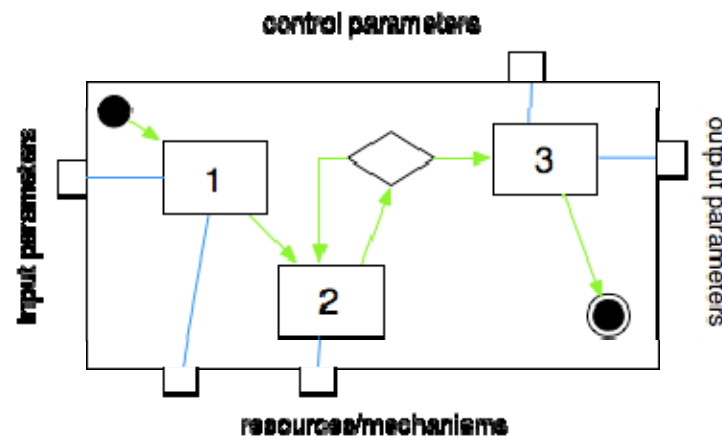 control parameters
Input parameters
1
2
3
output parameters
resources/mechanisms